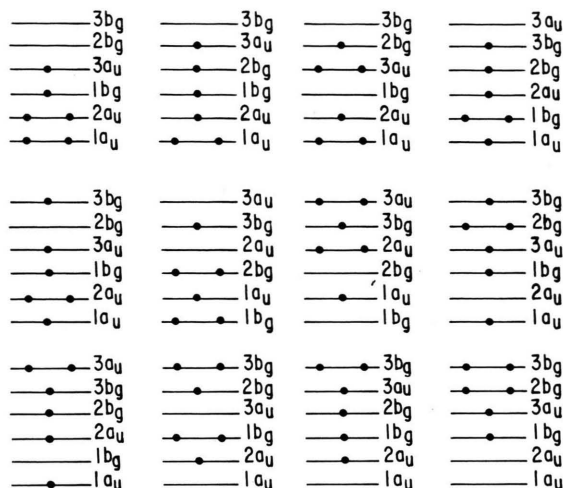 3bg 3bg 3bg 3au
2bg 3au 2bg 3bg
3au 2bg 3au 2bg
1bg 1bg 1bg 2au
2au 2au 2au 1bg
1au 1au 1au 1au
3bg 3au 3au 3bg
2bg 3bg 3bg 2bg
3au 2au 2au 3au
1bg 2bg 2bg 1bg
2au 1au 1au 2au
1au 1bg 1bg 1au
3au 3bg 3bg 3bg
3bg 2bg 3au 2bg
2bg 3au 2bg 3au
2au 1bg 1bg 1bg
1bg 2au 2au 2au
1au 1au 1au 1au